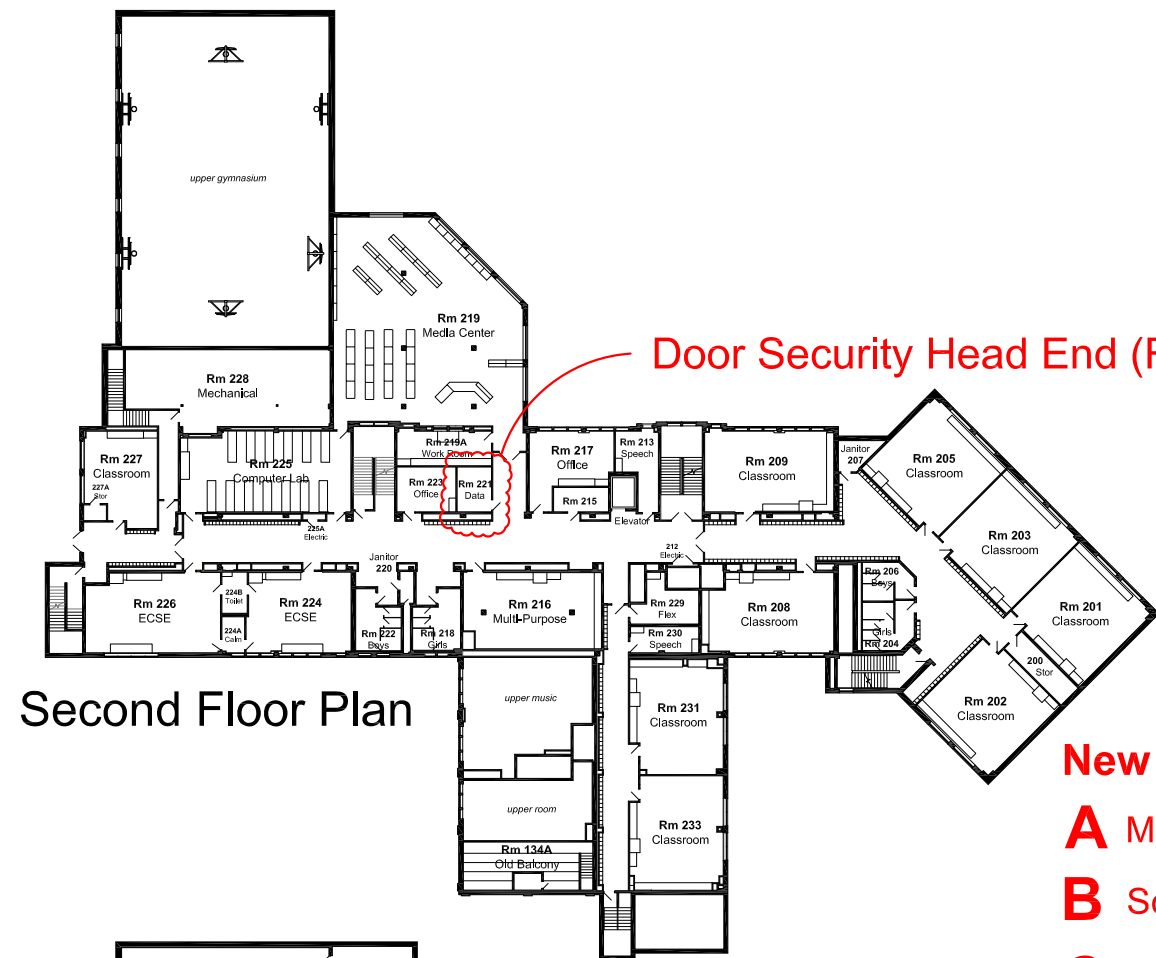 upper gymnasium
Rm 219
Media Center
Door Security Head End (
Rm 228
Mechanical
Rm 219A
Work Room
Rm 217
Office
Rm 213
Speech
Rm 209
Classroom
Janitor
207
Rm 205
Classroom
Rm 227
Classroom
227A
Stor
Rm 225
Computer Lab
Rm 223
Office
Rm 221
Data
Rm 215
Elevator
225A
Electric
Rm 203
Classroom
Janitor
220
212
Electric
Rm 226
ECSE
224B
Toilet
224A
Calm
Rm 224
ECSE
Rm 222
Boys
Rm 218
Girls
Rm 216
Multi-Purpose
Rm 229
Flex
Rm 230
Speech
Rm 208
Classroom
Rm 206
Boys
Girls
Rm 204
Rm 201
Classroom
200
Stor
Rm 202
Classroom
Second Floor Plan
upper music
Rm 231
Classroom
upper room
Rm 233
Classroom
Rm 134A
Old Balcony
New
A M
B So